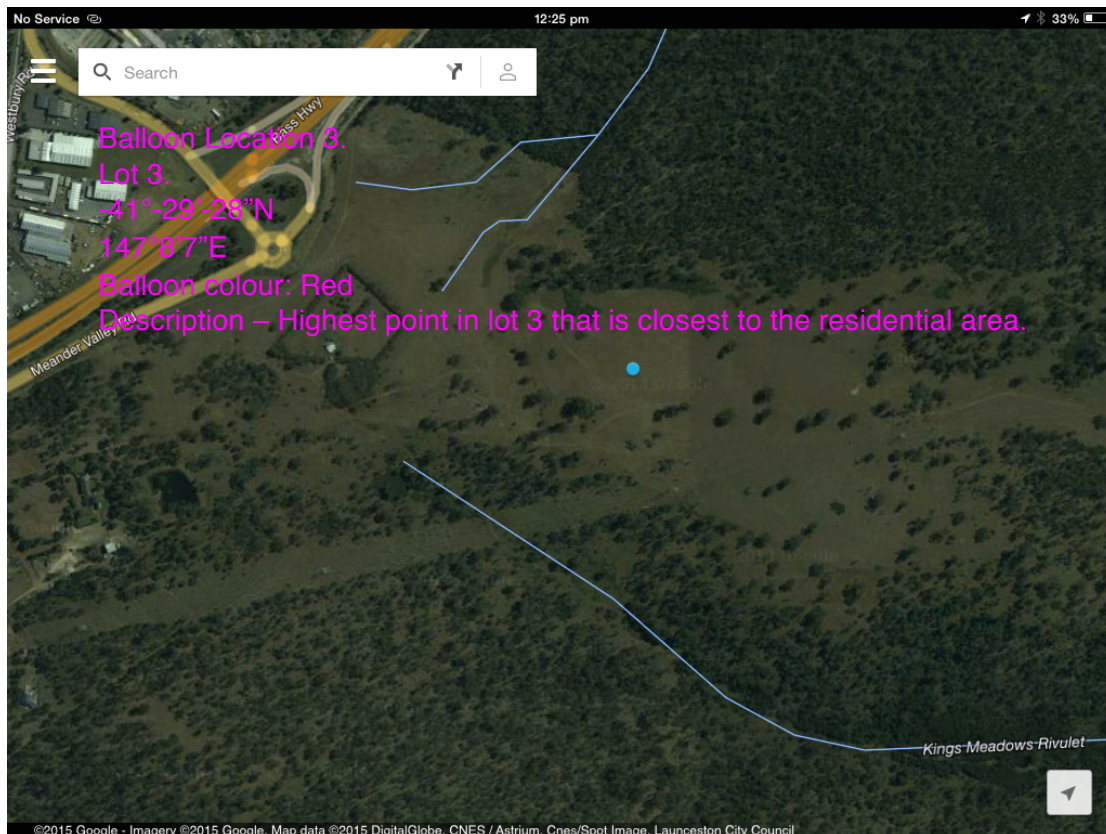 No Service 12:25 pm 33%
Search
Westbury Rd
Bass Hwy
Balloon Location 3.
Lot 3.
-41°-29’-28”N
147°8’7”E
Balloon colour: Red
Description – Highest point in lot 3 that is closest to the residential area.
Meander Valley Rd
Kings Meadows Rivulet
©2015 Google - Imagery ©2015 Google, Map data ©2015 DigitalGlobe, CNES / Astrium, Cnes/Spot Image, Launceston City Council